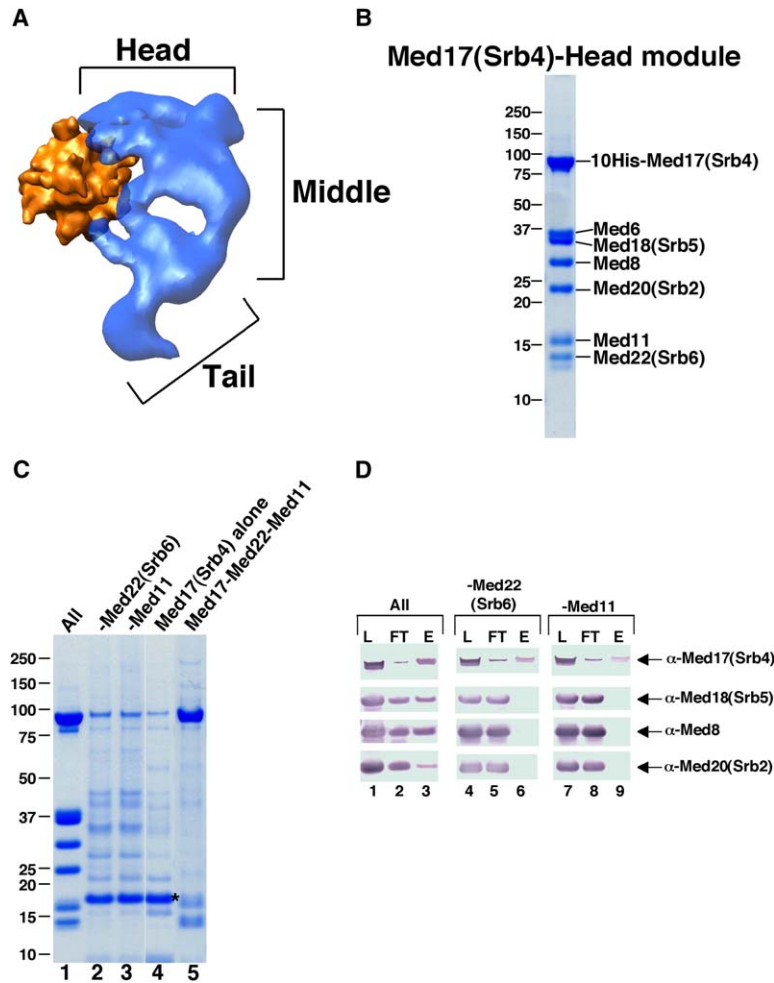 A
Head
Middle
Tail
B
Med17(Srb4)-Head module
250
150
100
75
50
37
25
20
15
10
10His-Med17(Srb4)
Med6
Med18(Srb5)
Med8
Med20(Srb2)
Med11
Med22(Srb6)
C
All
-Med22(Srb6)
-Med11
Med17(Srb4) alone
Med17-Med22-Med11
250
150
100
75
50
37
25
20
15
10
*
1 2 3 4 5
D
All -Med22 (Srb6) -Med11
L FT E L FT E L FT E
α-Med17(Srb4)
α-Med18(Srb5)
α-Med8
α-Med20(Srb2)
1 2 3 4 5 6 7 8 9